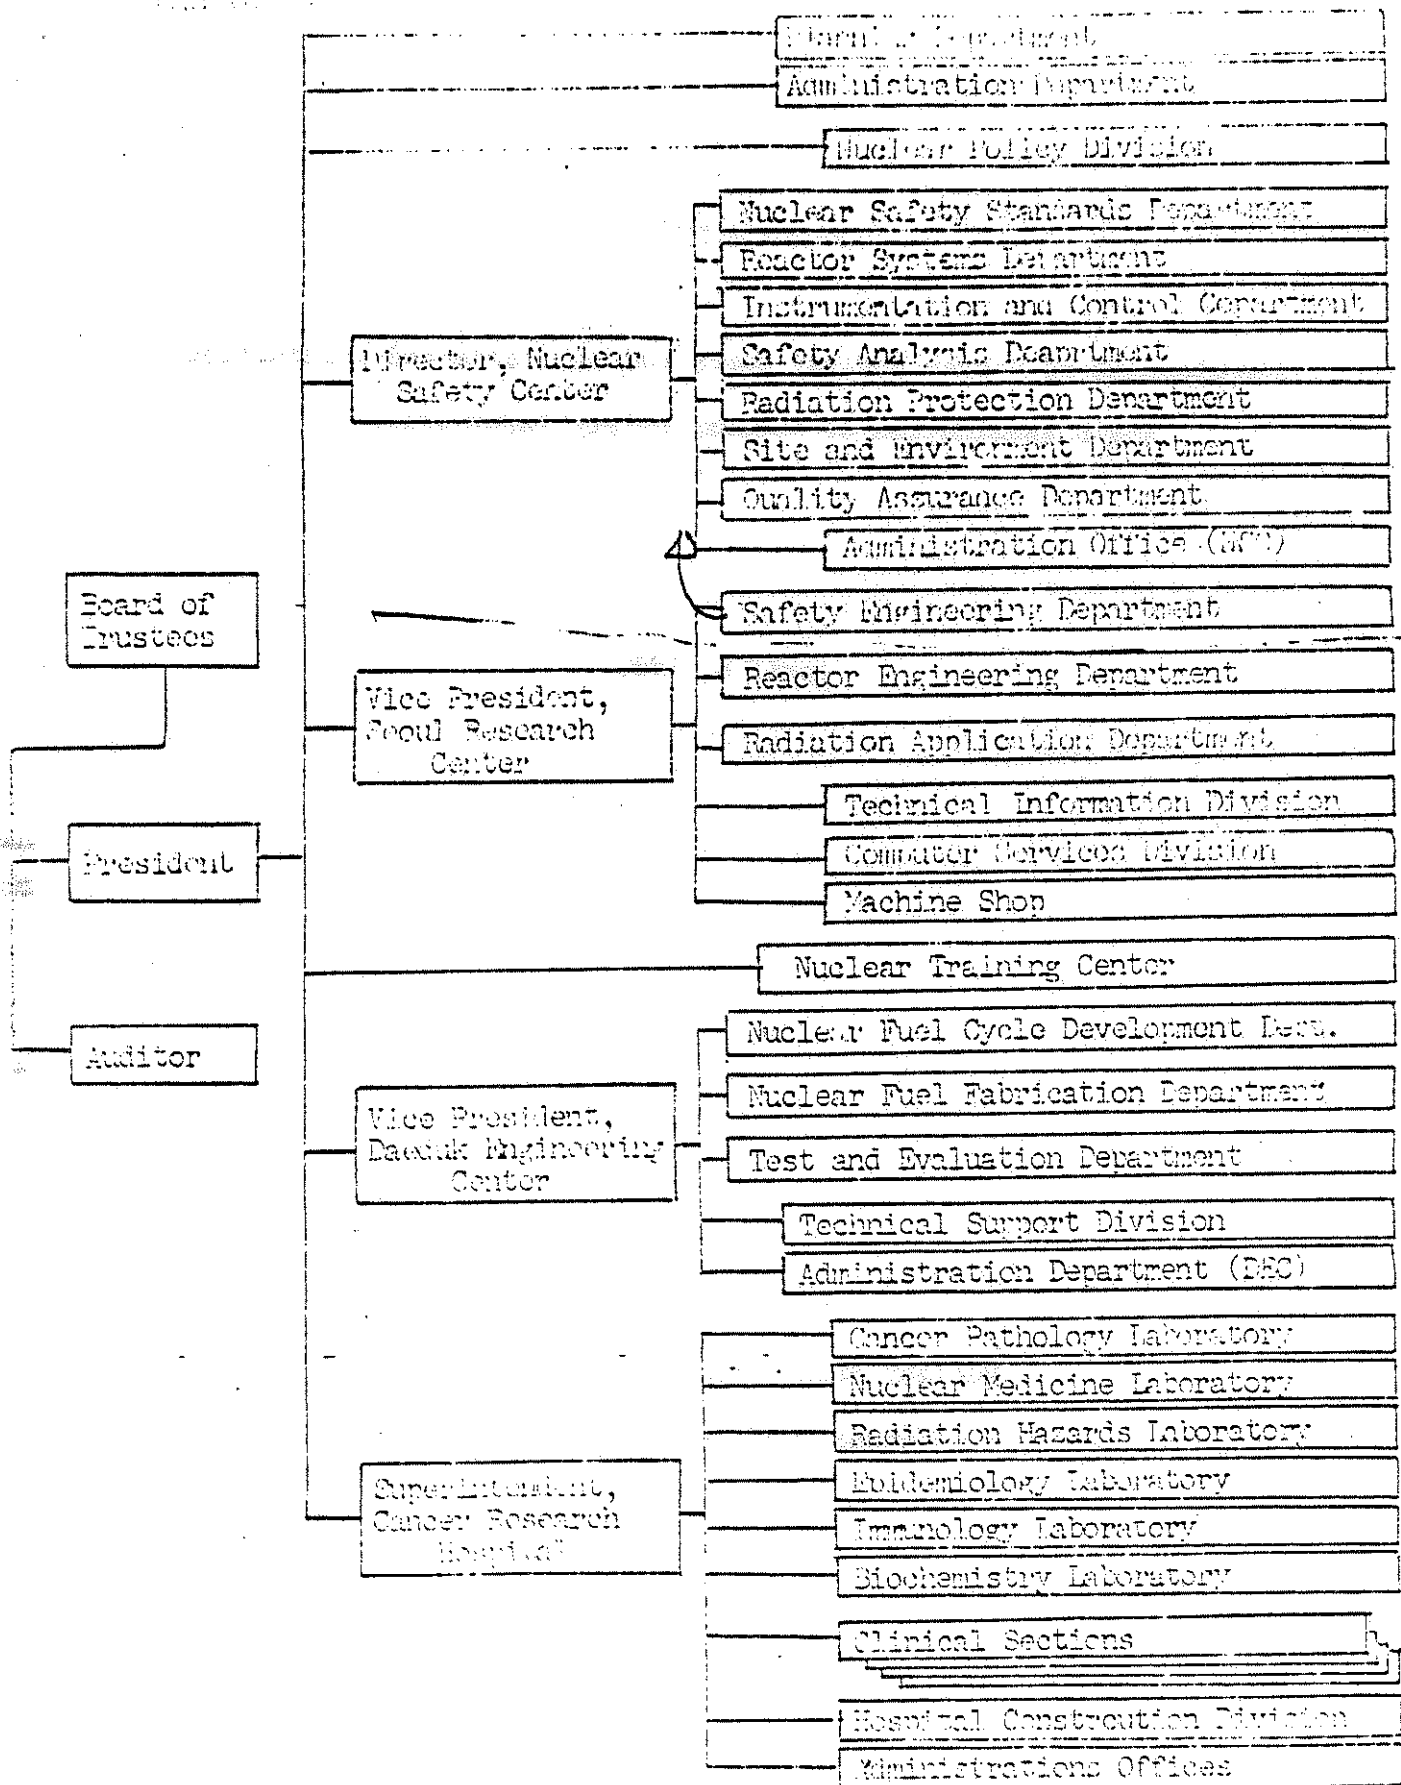 Department
Administration Department
Nuclear Policy Division
Nuclear Safety Standards Department
Reactor Systems Department
Instrumentation and Control Cepartment
Director, Nuclear
Safety Center
Safety Analysis Deaprtment
Radiation Protection Department
Site and Environment Department
Quality Assurance Department
Administration Office
Board of
Trustees
Safety Engineering Department
Vice President,
Seoul Research
Center
Reactor Engineering Department
Radiation Application Department
Technical Information Division
Computer Services Division
Machine Shop
President
Nuclear Training Center
Auditor
Nuclear Fuel Cycle Development Dept.
Nuclear Fuel Fabrication Department
Vice President,
Daeduk Engineering
Center
Test and Evaluation Department
Technical Support Division
Administration Department (DEC)
Cancer Pathology Laboratory
Nuclear Medicine Laboratory
Radiation Hazards Laboratory
Superintendent,
Cancer Research
Hospital
Epidemiology Laboratory
Immunology Laboratory
Biochemistry Laboratory
Clinical Sections
Hospital Constrcution Division
Administrations Offices